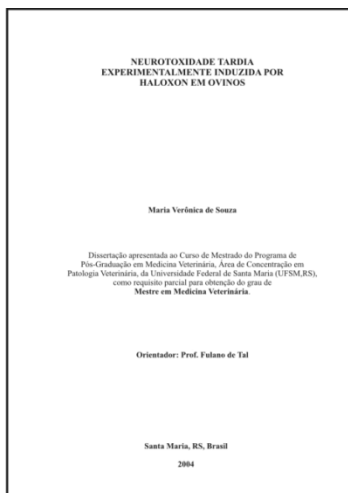 NEUROTOXIDADE TARDIA
EXPERIMENTALMENTE INDUZIDA POR
HALOXON EM OVINOS
Maria Verônica de Souza
Dissertação apresentada ao Curso de Mestrado do Programa de
Pós-Graduação em Medicina Veterinária, Área de Concentração em
Patologia Veterinária, da Universidade Federal de Santa Maria (UFSM,RS),
como requisito parcial para obtenção do grau de
Mestre em Medicina Veterinária.
Orientador: Prof. Fulano de Tal
Santa Maria, RS, Brasil
2004